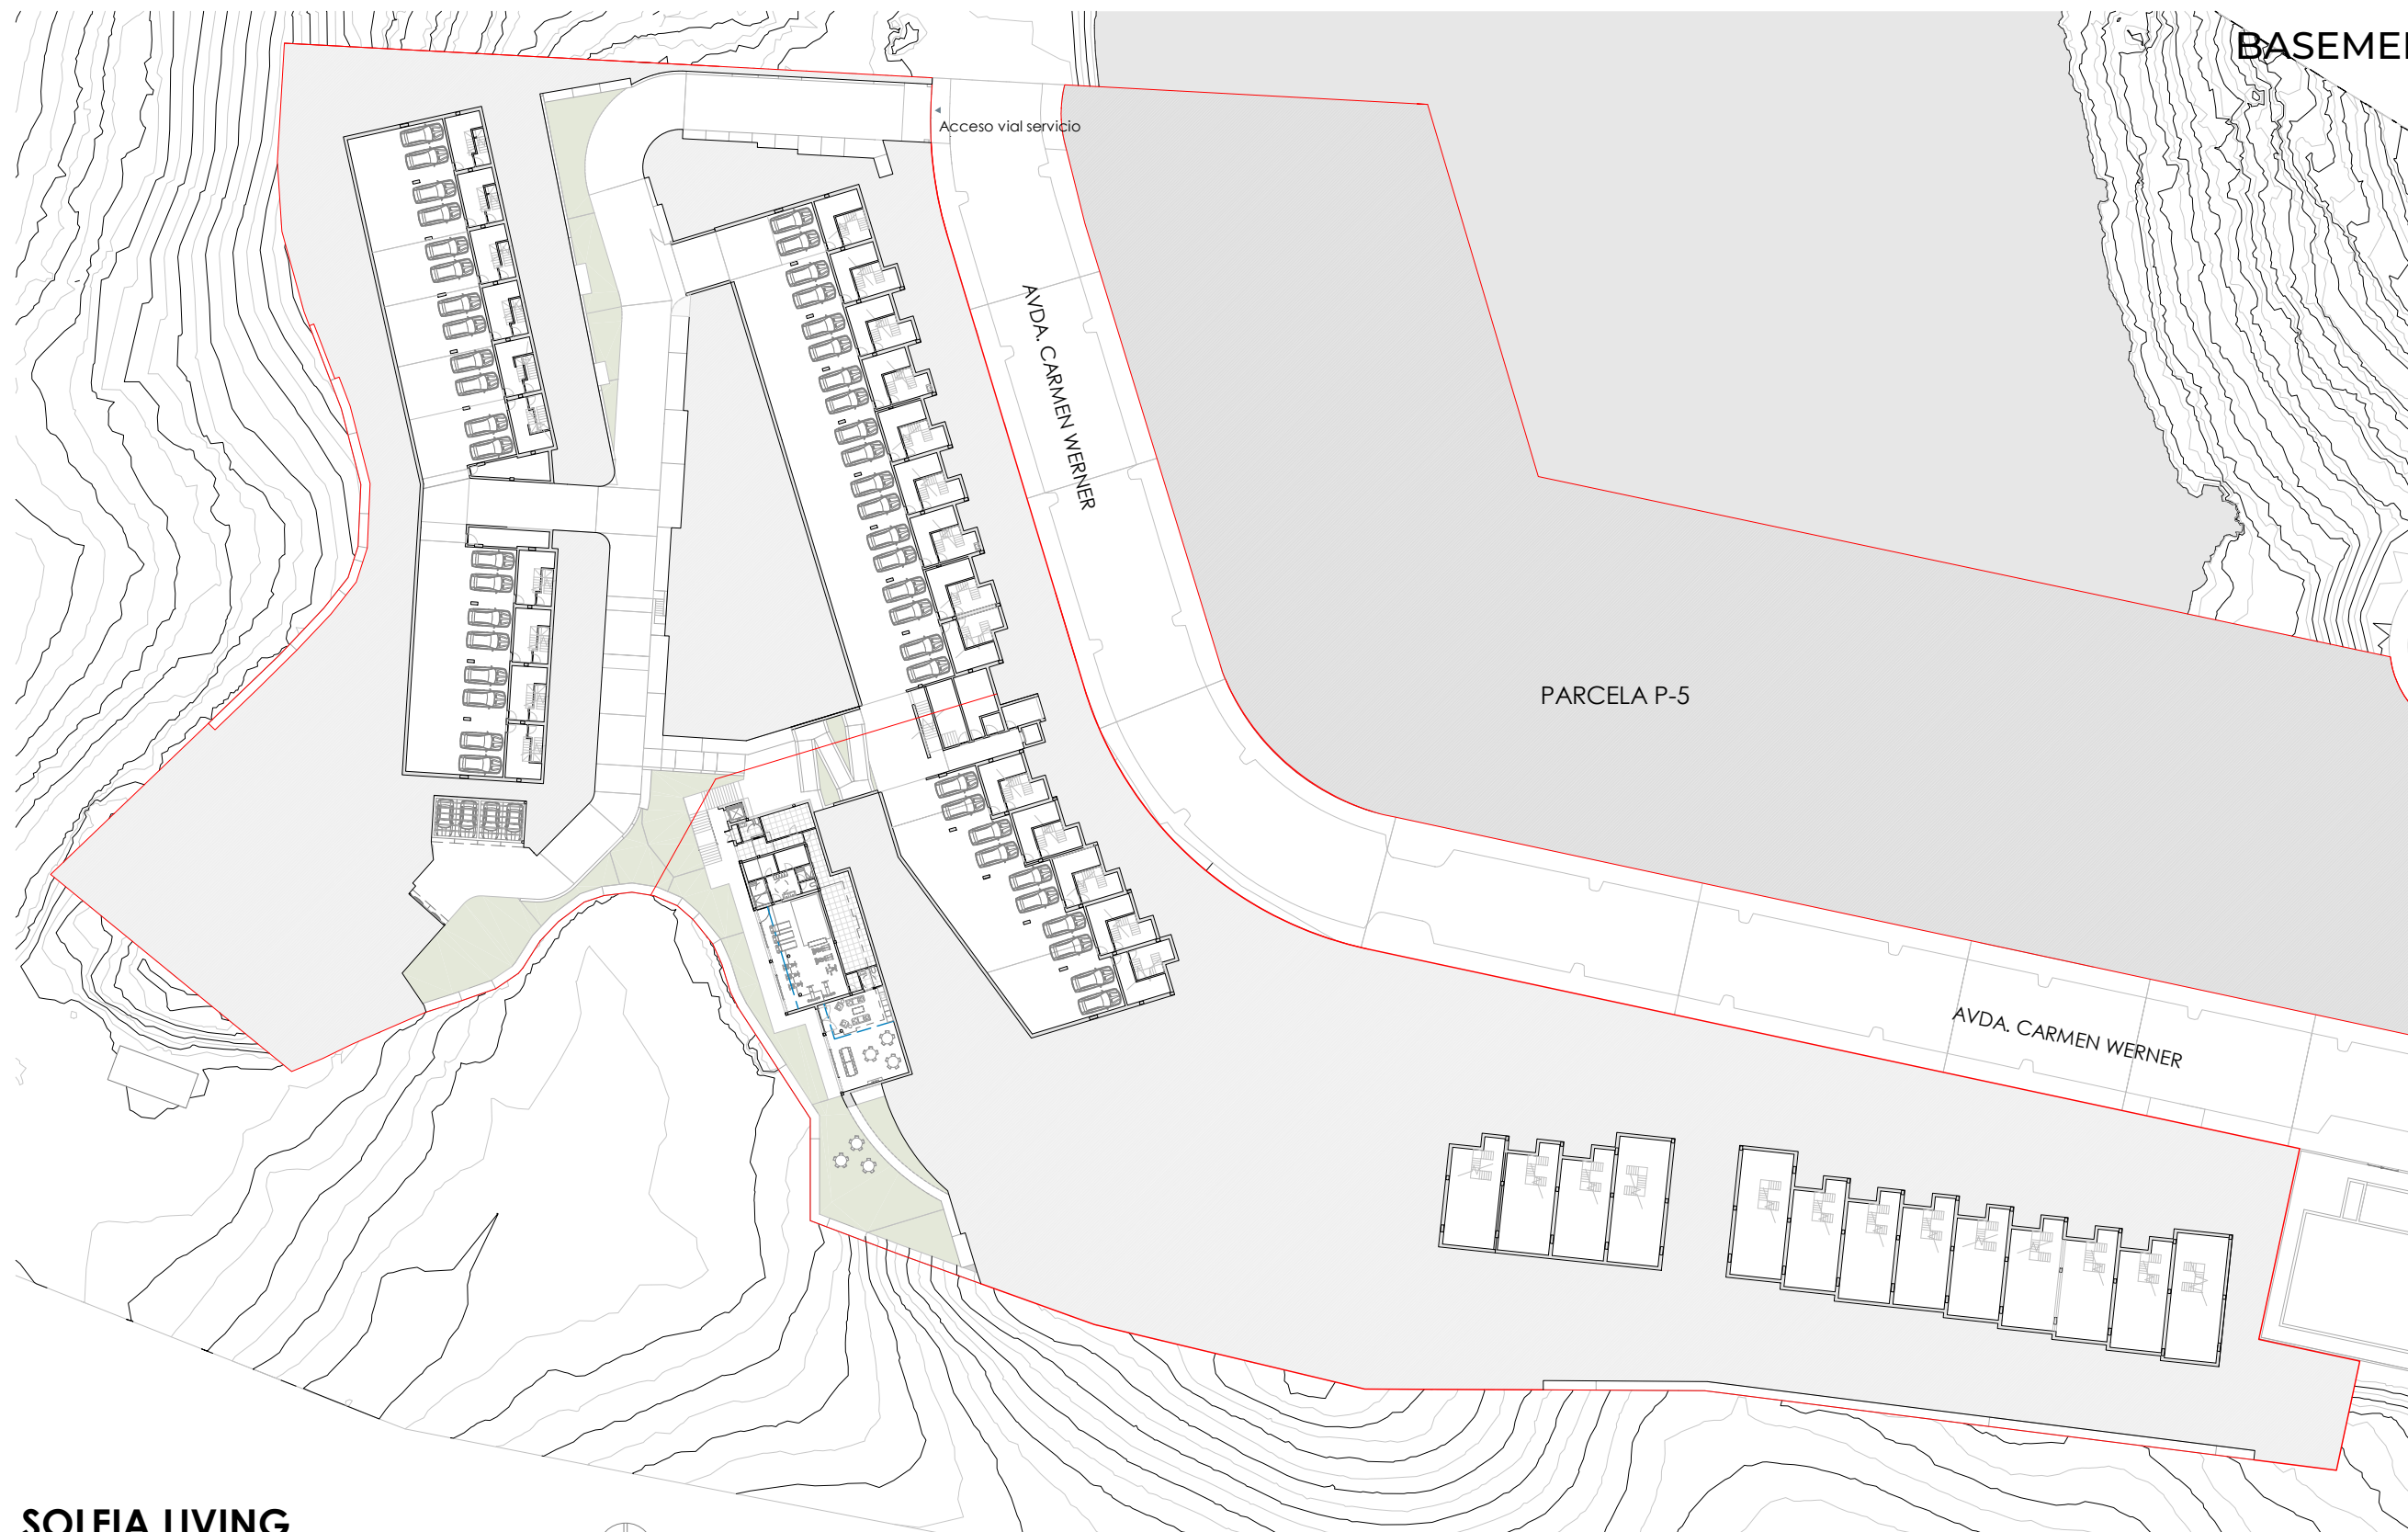 BASEME
Acceso vial servicio
AVDA. CARMEN WERNER
PARCELA P-5
AVDA. CARMEN WERNER
SOLEIA LIVING